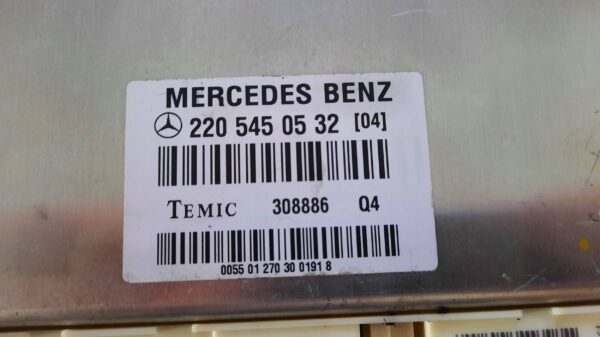 MERCEDES BENZ
220 545 05 32 [04]
TEMIC 308886 Q4
0055 01 270 30 0191 8